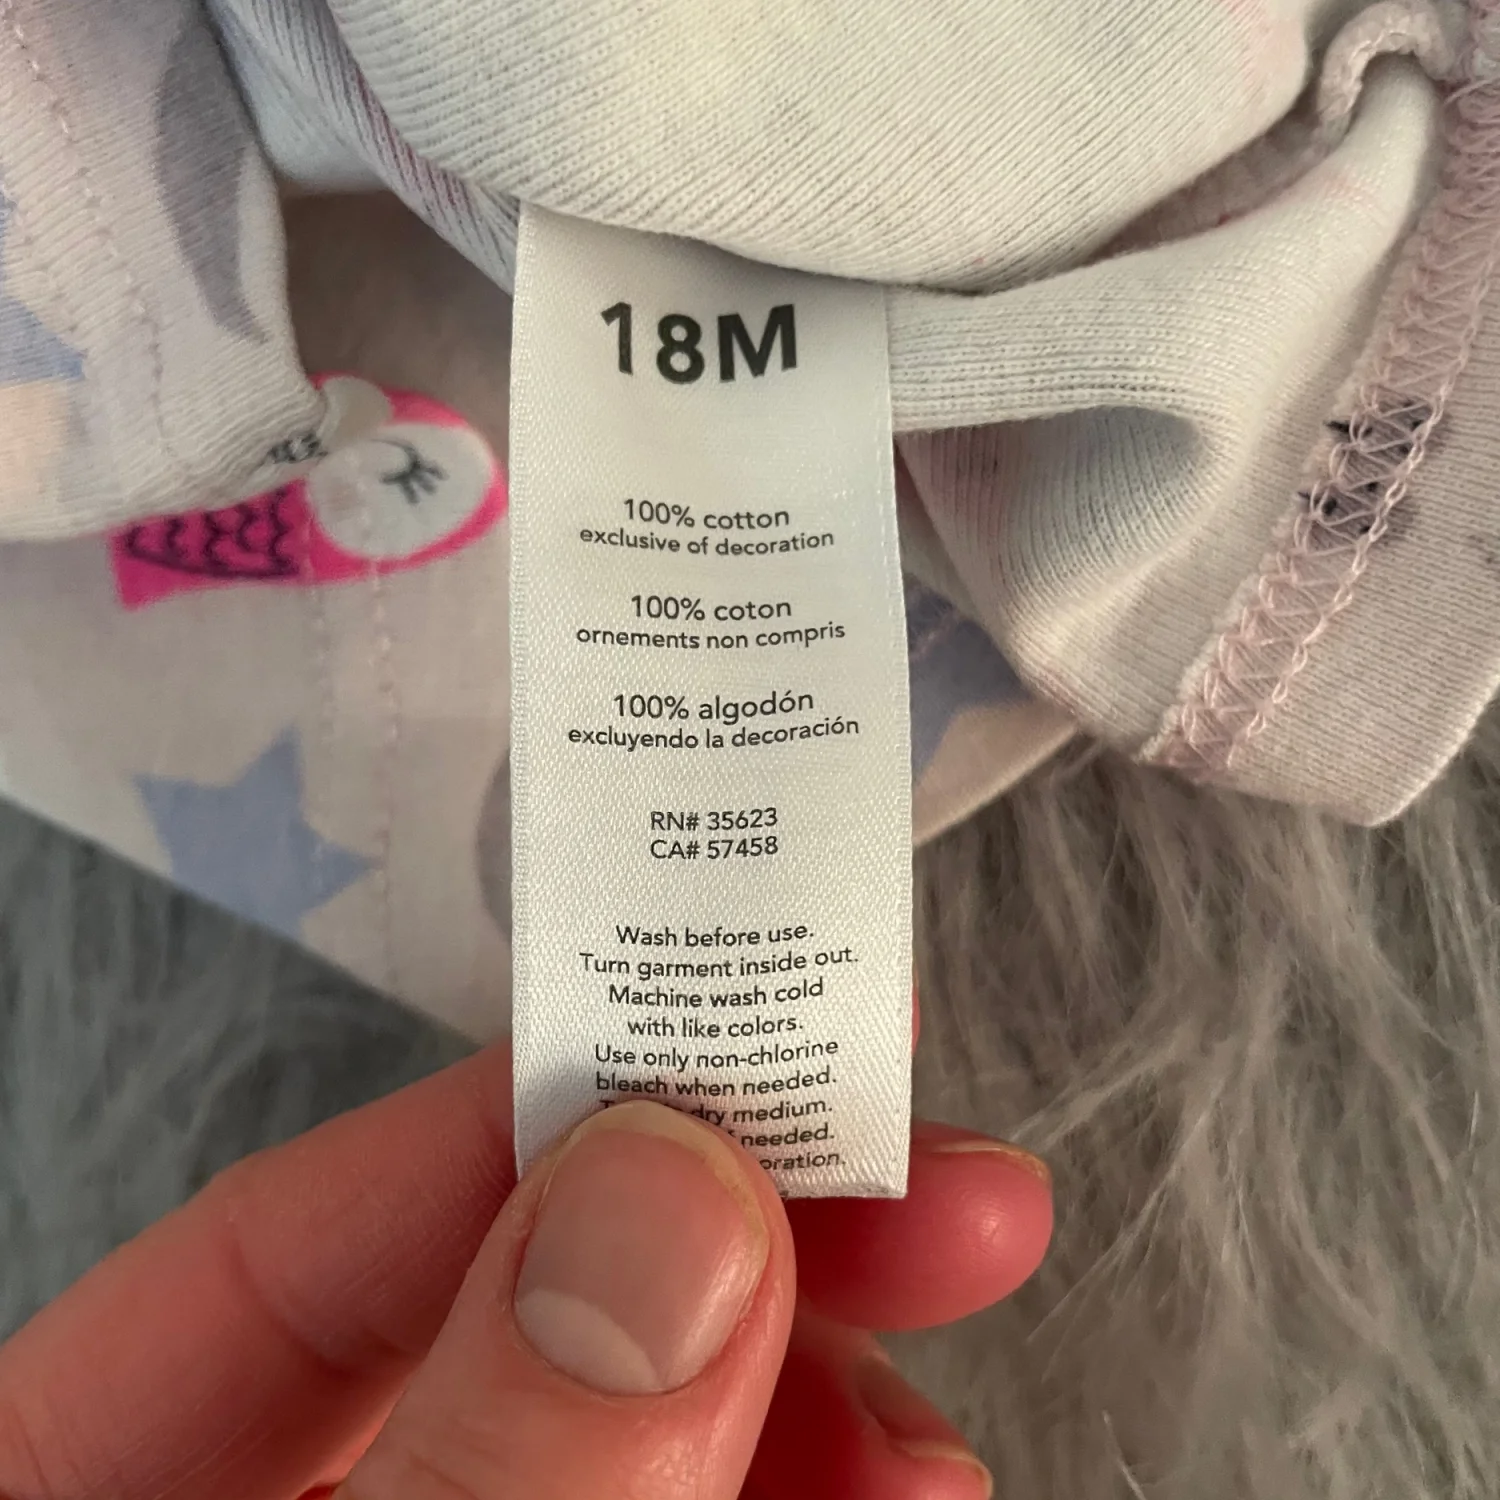 18M
100% cotton
exclusive of decoration
100% coton
ornements non compris
100% algodón
excluyendo la decoración
RN# 35623
CA# 57458
Wash before use.
Turn garment inside out.
Machine wash cold
with like colors.
Use only non-chlorine
bleach when needed.
dry medium.
needed.